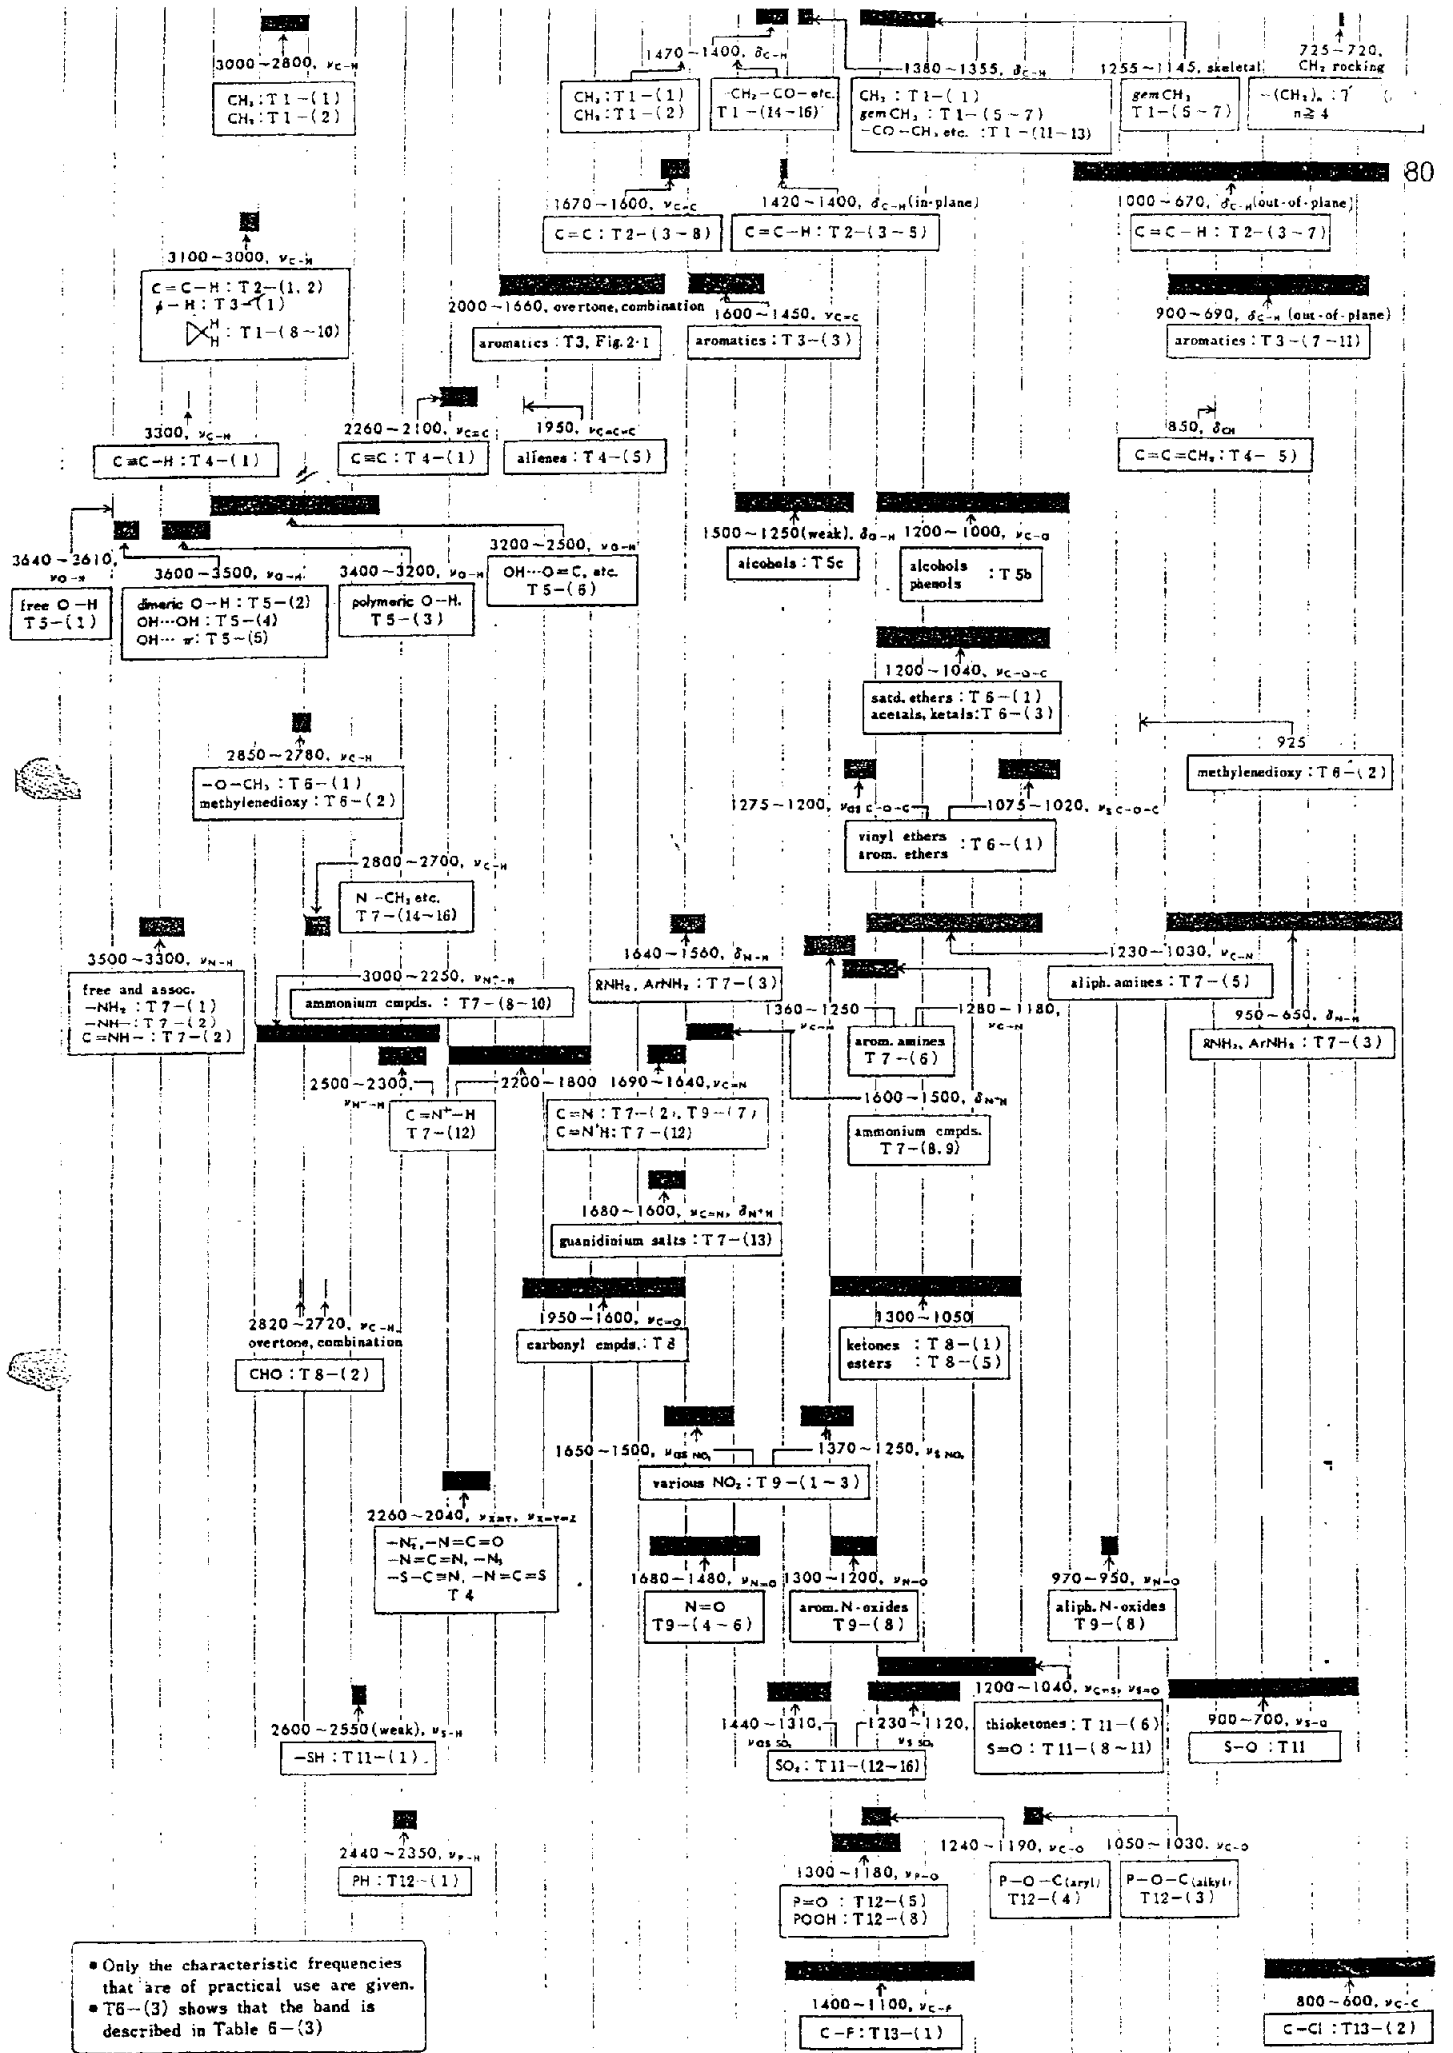 3000~2800, νC-H
CH₃ : T1-(1)
CH₂ : T1-(2)
1470~1400, δC-H
CH₃ : T1-(1)
CH₂ : T1-(2)
-CH₂-CO- etc.
T1-(14~16)
1380~1355, δC-H
CH₃ : T1-(1)
gem CH₃ : T1-(5~7)
-CO-CH₃ etc. : T1-(11~13)
1255~1145, skeletal
gem CH₃
T1-(5~7)
725~720,
CH₂ rocking
-(CH₂)ₙ :
n≧4
80
1670~1600, νC=C
C=C : T2-(3~8)
1420~1400, δC-H (in-plane)
C=C-H : T2-(3~5)
1000~670, δC-H (out-of-plane)
C=C-H : T2-(3~7)
3100~3000, νC-H
C=C-H : T2-(1, 2)
ϕ-H : T3-(1)
H
H : T1-(8~10)
2000~1660, overtone, combination
aromatics : T3, Fig. 2-1
1600~1450, νC=C
aromatics : T3-(3)
900~690, δC-H (out-of-plane)
aromatics : T3-(7~11)
3300, νC-H
C≡C-H : T4-(1)
2260~2100, νC≡C
C≡C : T4-(1)
1950, νC=C=C
allenes : T4-(5)
850, δCH
C=C=CH₂ : T4- 5)
3640~3610,
νO-H
free O-H
T5-(1)
3600~3500, νO-H
dimeric O-H : T5-(2)
OH···OH : T5-(4)
OH··· π : T5-(5)
3400~3200, νO-H
polymeric O-H.
T5-(3)
3200~2500, νO-H
OH···O=C, etc.
T5-(6)
1500~1250 (weak), δO-H
alcohols : T5c
1200~1000, νC-O
alcohols
phenols : T5b
1200~1040, νC-O-C
satd. ethers : T6-(1)
acetals, ketals : T6-(3)
2850~2780, νC-H
-O-CH₃ : T6-(1)
methylenedioxy : T6-(2)
925
methylenedioxy : T6-(2)
1275~1200, νas C-O-C
1075~1020, νs C-O-C
vinyl ethers
arom. ethers : T6-(1)
2800~2700, νC-H
N-CH₃ etc.
T7-(14~16)
3500~3300, νN-H
free and assoc.
-NH₂ : T7-(1)
-NH- : T7-(2)
C=NH- : T7-(2)
3000~2250, νN⁺-H
ammonium cmpds. : T7-(8~10)
1640~1560, δN-H
RNH₂, ArNH₂ : T7-(3)
1360~1250
1280~1180,
νC-N
arom. amines
T7-(6)
1230~1030, νC-N
aliph. amines : T7-(5)
950~650, δN-H
RNH₂, ArNH₂ : T7-(3)
2500~2300,
νN⁺-H
2200~1800
C=N⁺-H
T7-(12)
1690~1640, νC=N
C=N : T7-(2), T9-(7)
C=N⁺H : T7-(12)
1600~1500, δN⁺H
ammonium cmpds.
T7-(8, 9)
1680~1600, νC=N, δN⁺H
guanidinium salts : T7-(13)
2820~2720, νC-H,
overtone, combination
CHO : T8-(2)
1950~1600, νC=O
carbonyl cmpds. : T8
1300~1050
ketones : T8-(1)
esters : T8-(5)
1650~1500, νas NO₂
1370~1250, νs NO₂
various NO₂ : T9-(1~3)
2260~2040, νX≡Y, νX=Y=Z
-N=C=O
-N=C=N, -N₃
-S-C≡N, -N=C=S
T4
1680~1480, νN=O
N=O
T9-(4~6)
1300~1200, νN-O
arom. N-oxides
T9-(8)
970~950, νN-O
aliph. N-oxides
T9-(8)
2600~2550 (weak), νS-H
-SH : T11-(1).
1440~1310,
νas SO₂
1230~1120,
νs SO₂
SO₂ : T11-(12~16)
1200~1040, νC=S, νS=O
thioketones : T11-(6)
S=O : T11-(8~11)
900~700, νS-O
S-O : T11
2440~2350, νP-H
PH : T12-(1)
1300~1180, νP-O
P=O : T12-(5)
POOH : T12-(8)
1240~1190, νC-O
P-O-C(aryl)
T12-(4)
1050~1030, νC-O
P-O-C(alkyl)
T12-(3)
1400~1100, νC-F
C-F : T13-(1)
800~600, νC-C
C-Cl : T13-(2)
• Only the characteristic frequencies
that are of practical use are given.
• T6-(3) shows that the band is
described in Table 6-(3)